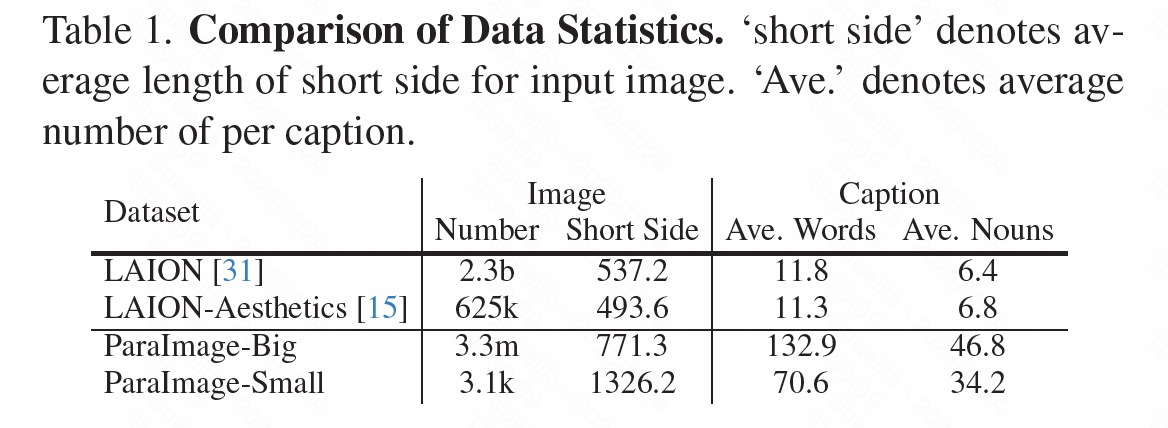 Table 1. Comparison of Data Statistics. ‘short side’ denotes av-
erage length of short side for input image. ‘Ave.’ denotes average
number of per caption.
Dataset Image Caption
Number Short Side Ave. Words Ave. Nouns
LAION [31] 2.3b 537.2 11.8 6.4
LAION-Aesthetics [15] 625k 493.6 11.3 6.8
ParaImage-Big 3.3m 771.3 132.9 46.8
ParaImage-Small 3.1k 1326.2 70.6 34.2